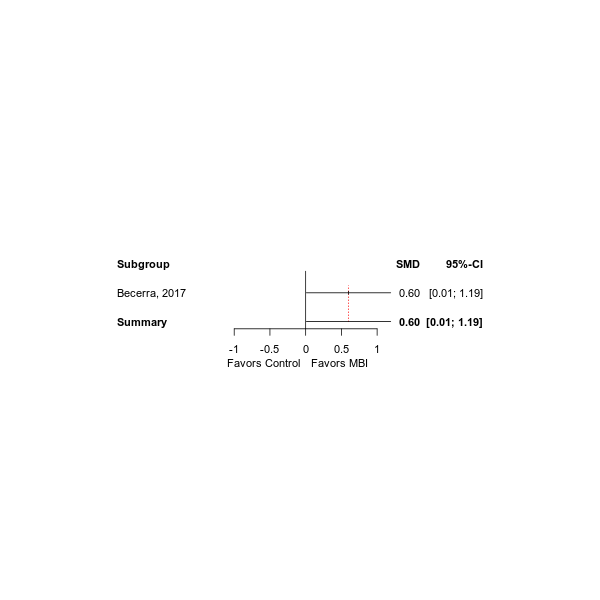 Subgroup SMD 95%-CI
Becerra, 2017 0.60 [0.01; 1.19]
Summary 0.60 [0.01; 1.19]
-1 -0.5 0 0.5 1
Favors Control Favors MBI